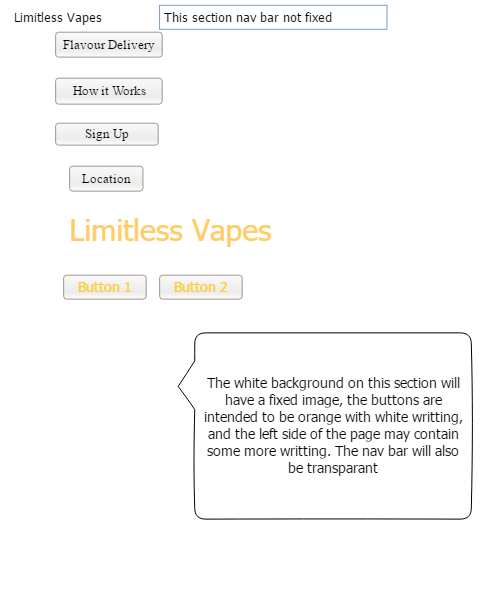 Limitless Vapes This section nav bar not fixed
Flavour Delivery
How it Works
Sign Up
Location
Limitless Vapes
Button 1 Button 2
The white background on this section will
have a fixed image, the buttons are
intended to be orange with white writting,
and the left side of the page may contain
some more writting. The nav bar will also
be transparant